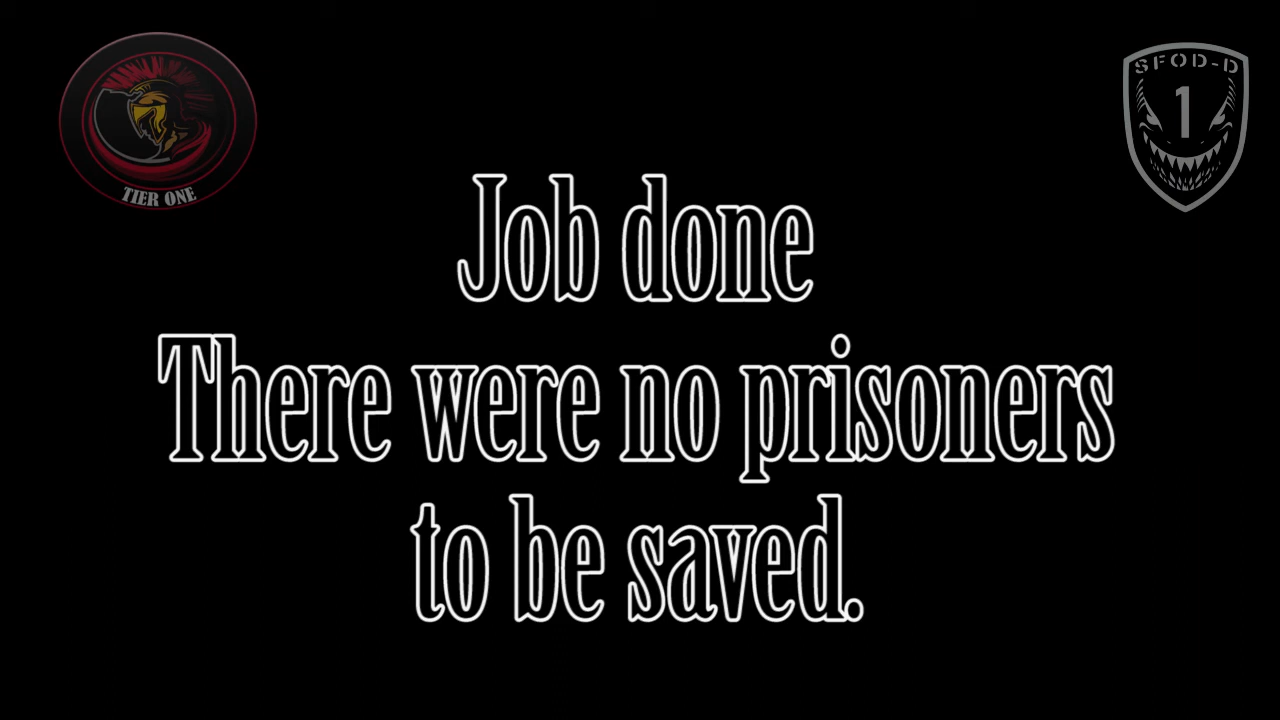 TIER ONE
SFOD-D
1
Job done
There were no prisoners
to be saved.